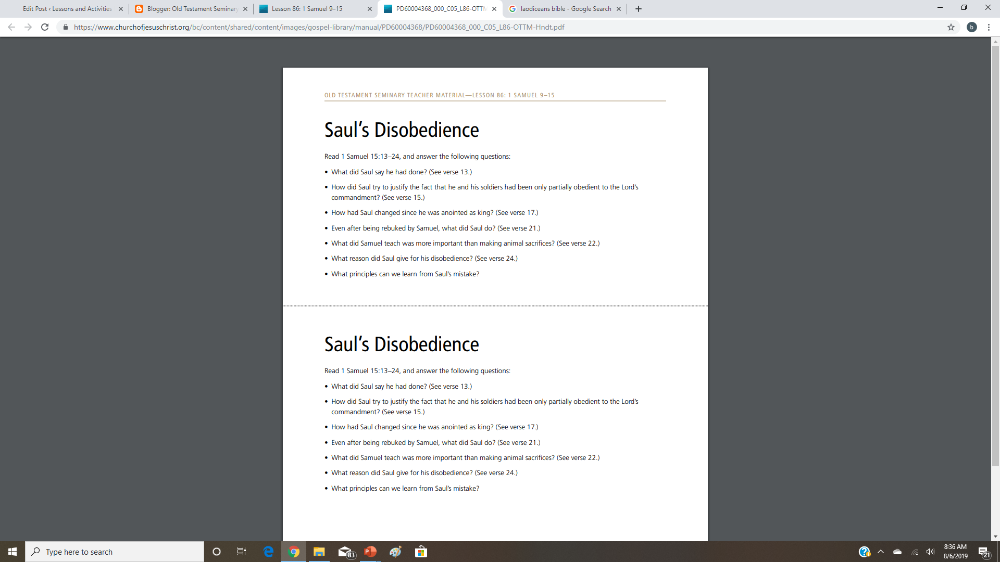 Edit Post ‹ Lessons and Activities
Blogger: Old Testament Seminary
Lesson 86: 1 Samuel 9–15
PD60004368_000_C05_L86-OTTM
laodiceans bible - Google Search
https://www.churchofjesuschrist.org/bc/content/shared/content/images/gospel-library/manual/PD60004368/PD60004368_000_C05_L86-OTTM-Hndt.pdf
b
OLD TESTAMENT SEMINARY TEACHER MATERIAL—LESSON 86: 1 SAMUEL 9–15
Saul’s Disobedience
Read 1 Samuel 15:13–24, and answer the following questions:
• What did Saul say he had done? (See verse 13.)
• How did Saul try to justify the fact that he and his soldiers had been only partially obedient to the Lord’s
commandment? (See verse 15.)
• How had Saul changed since he was anointed as king? (See verse 17.)
• Even after being rebuked by Samuel, what did Saul do? (See verse 21.)
• What did Samuel teach was more important than making animal sacrifices? (See verse 22.)
• What reason did Saul give for his disobedience? (See verse 24.)
• What principles can we learn from Saul’s mistake?
Saul’s Disobedience
Read 1 Samuel 15:13–24, and answer the following questions:
• What did Saul say he had done? (See verse 13.)
• How did Saul try to justify the fact that he and his soldiers had been only partially obedient to the Lord’s
commandment? (See verse 15.)
• How had Saul changed since he was anointed as king? (See verse 17.)
• Even after being rebuked by Samuel, what did Saul do? (See verse 21.)
• What did Samuel teach was more important than making animal sacrifices? (See verse 22.)
• What reason did Saul give for his disobedience? (See verse 24.)
• What principles can we learn from Saul’s mistake?
Type here to search
83
8:36 AM
8/6/2019
21